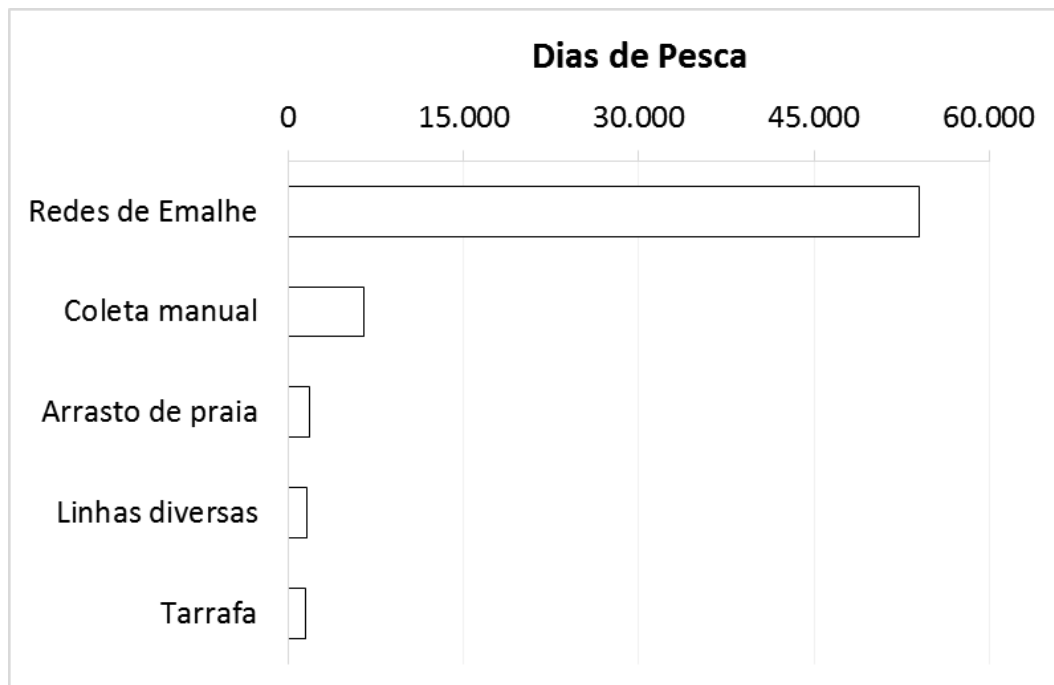 Dias de Pesca
0 15.000 30.000 45.000 60.000
Redes de Emalhe
Coleta manual
Arrasto de praia
Linhas diversas
Tarrafa